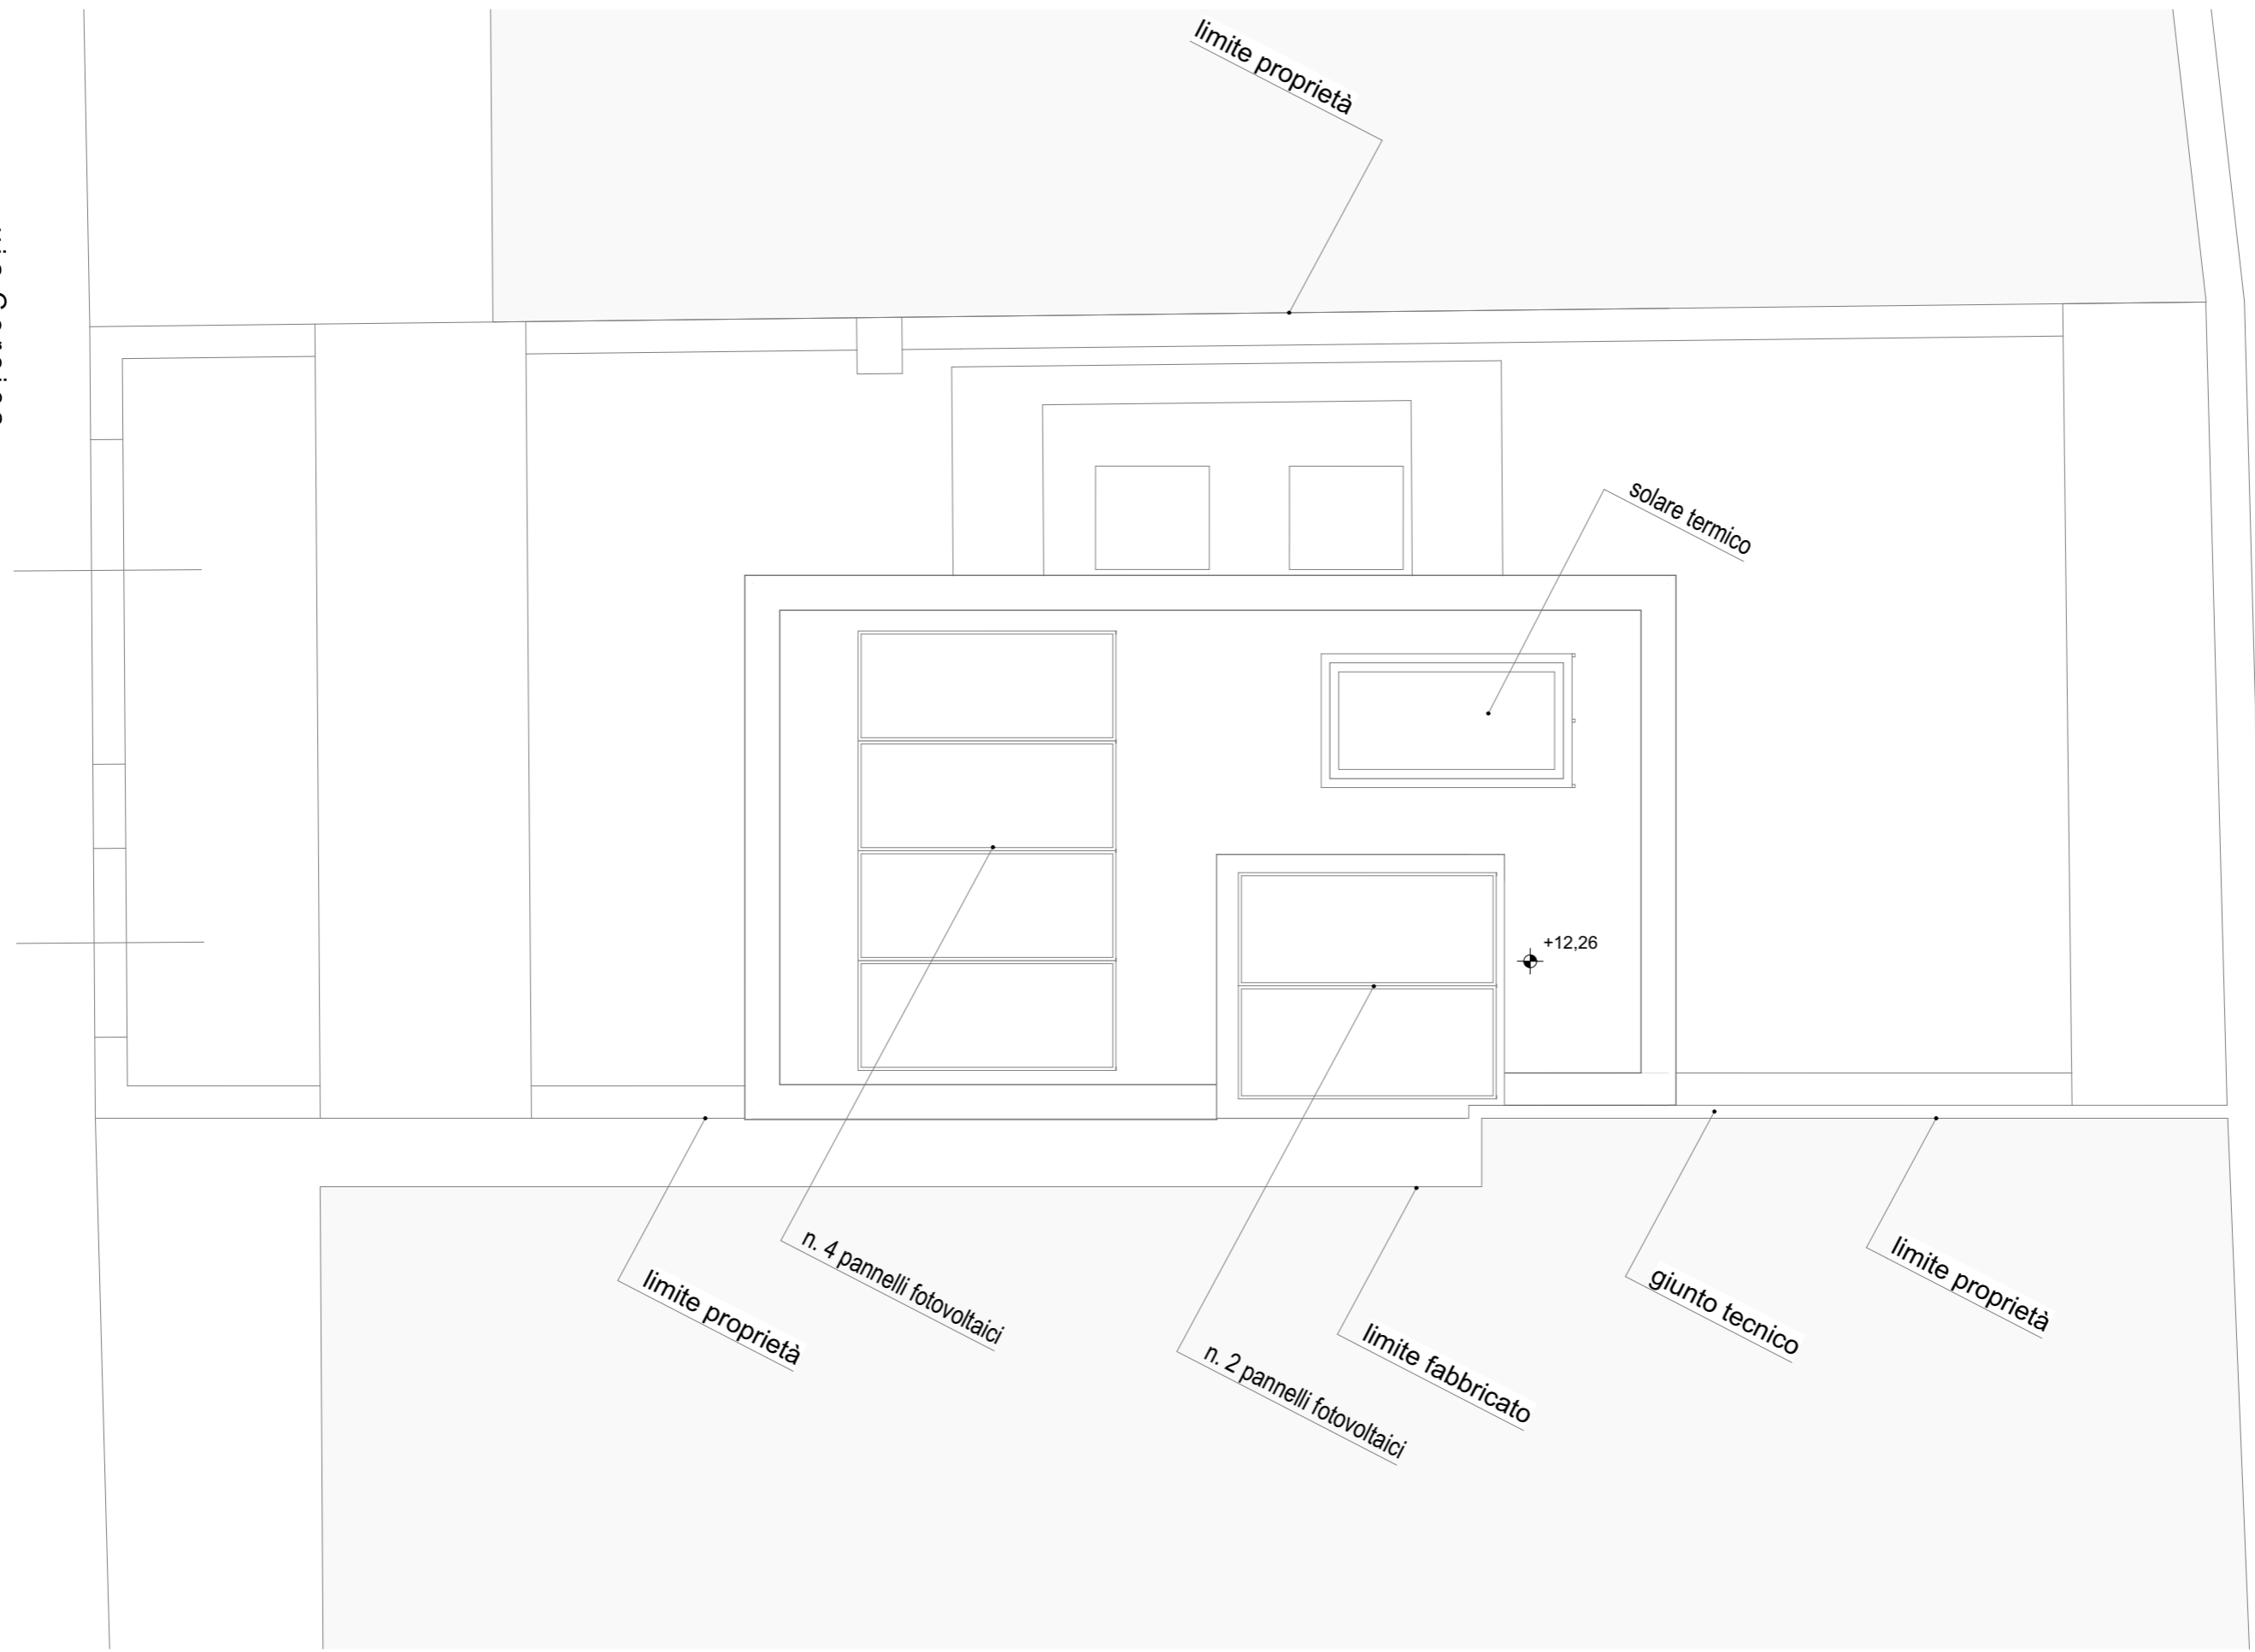 limite proprietà
solare termico
+12,26
n. 4 pannelli fotovoltaici
limite proprietà
n. 2 pannelli fotovoltaici
limite fabbricato
giunto tecnico
limite proprietà